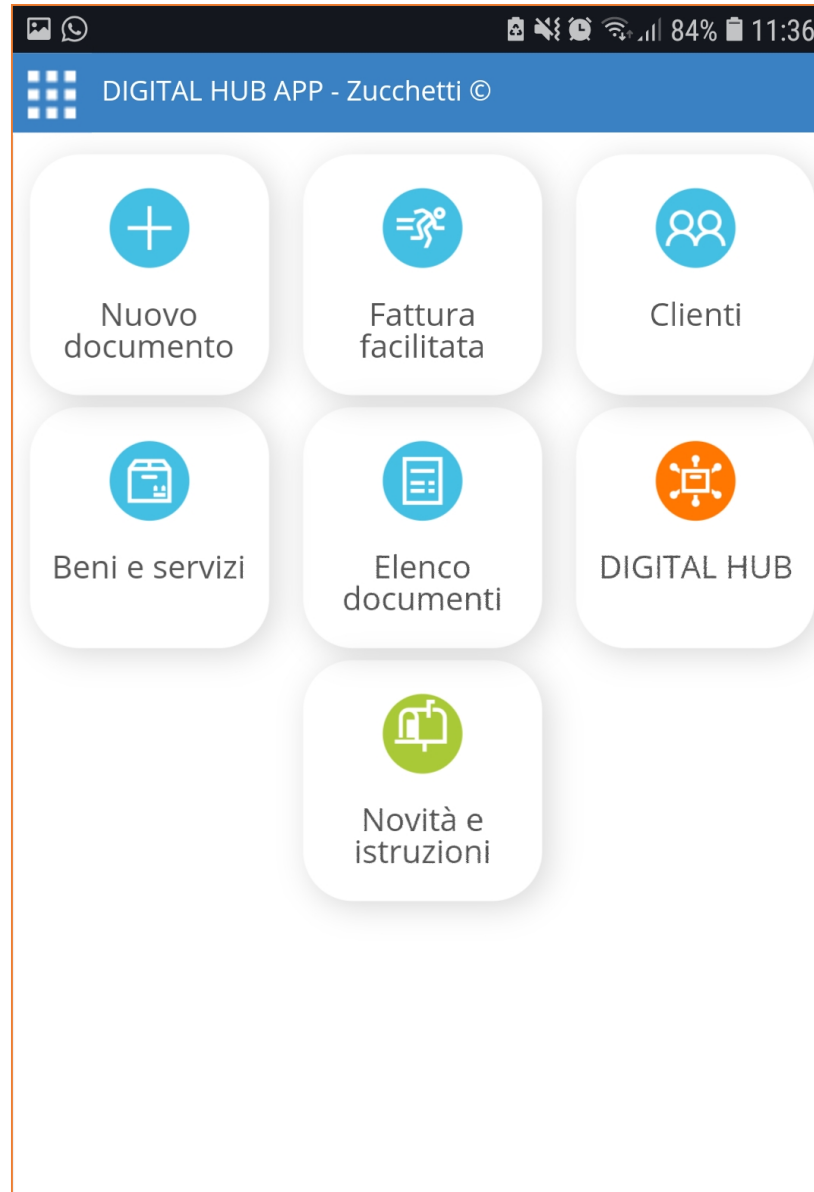 84% 11:36
DIGITAL HUB APP - Zucchetti ©
Nuovo
documento
Fattura
facilitata
Clienti
Beni e servizi
Elenco
documenti
DIGITAL HUB
Novità e
istruzioni